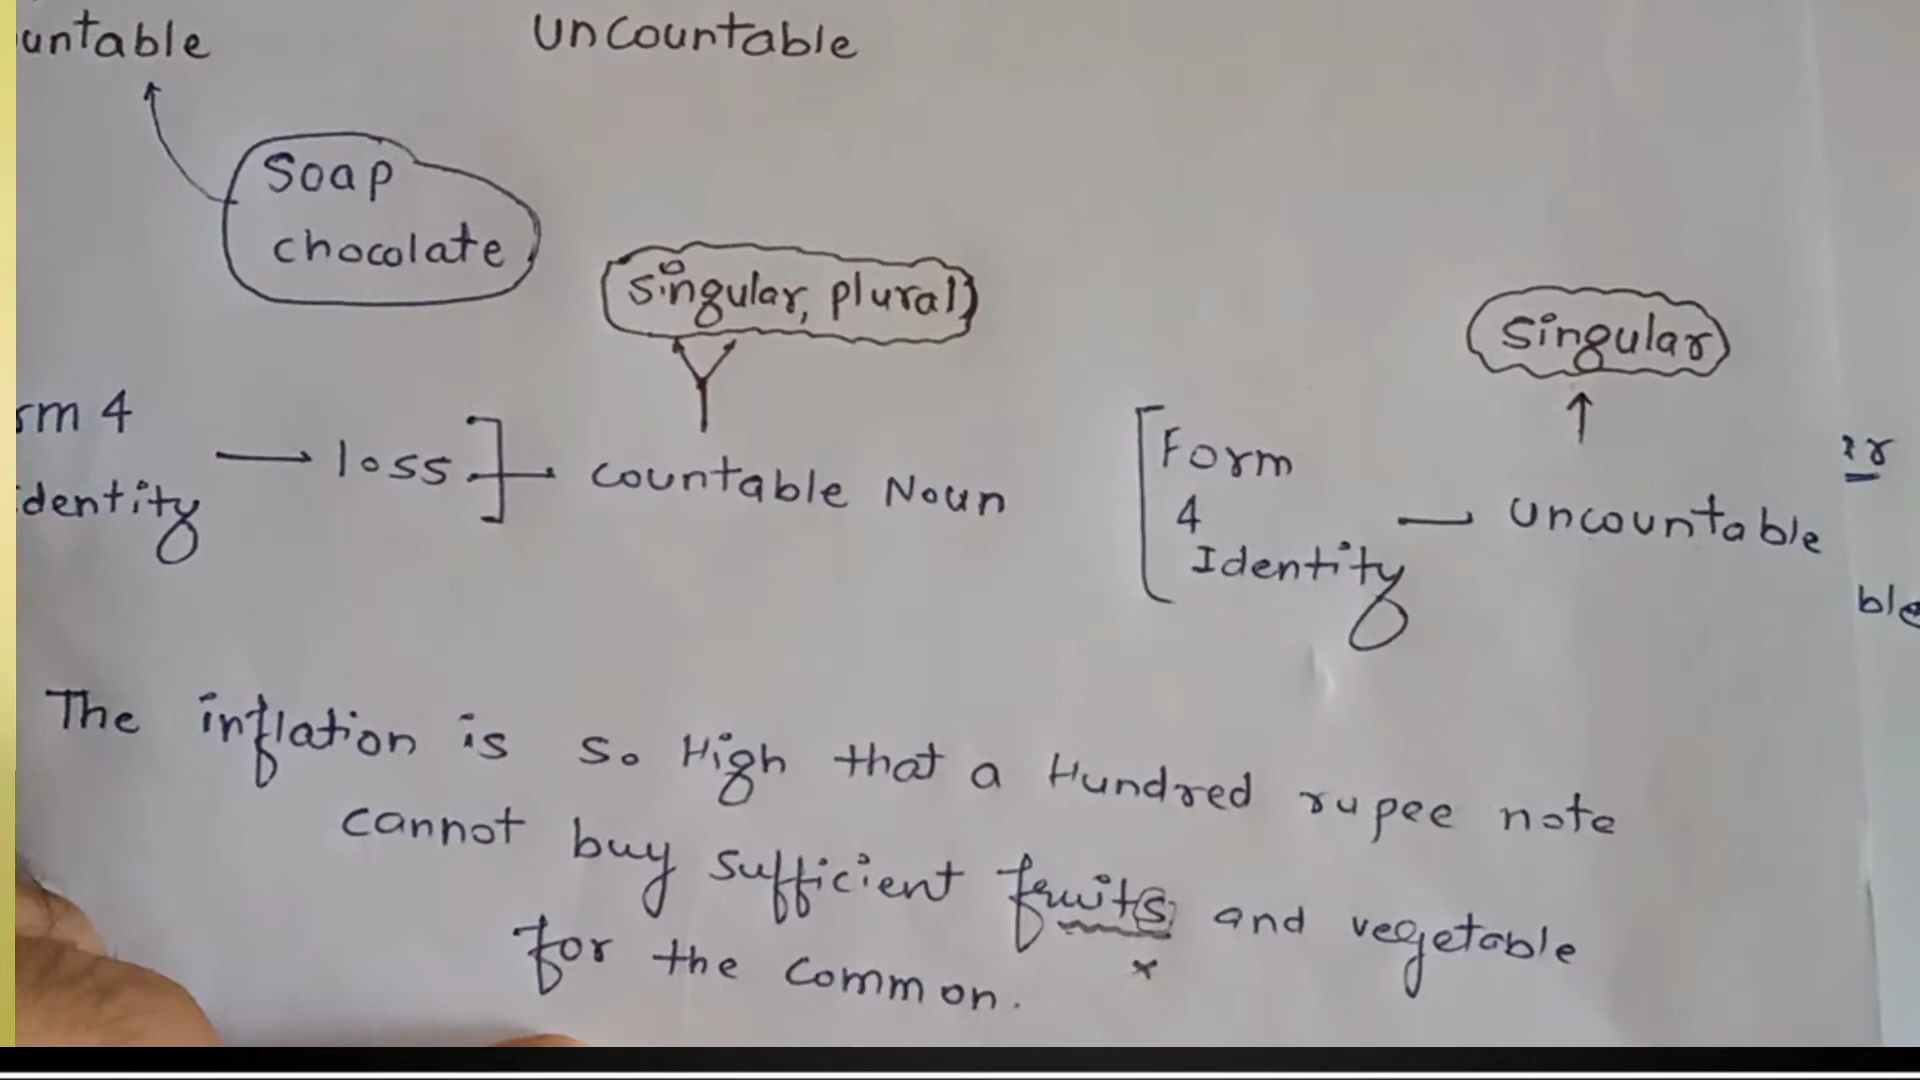 untable
uncountable
Soap
chocolate
Singular, plural
Singular
rm 4
dentity
loss
countable Noun
Form
4
Identity
uncountable
ble
The inflation is so High that a Hundred rupee note
cannot buy sufficient fruits and vegetable
x
for the common.